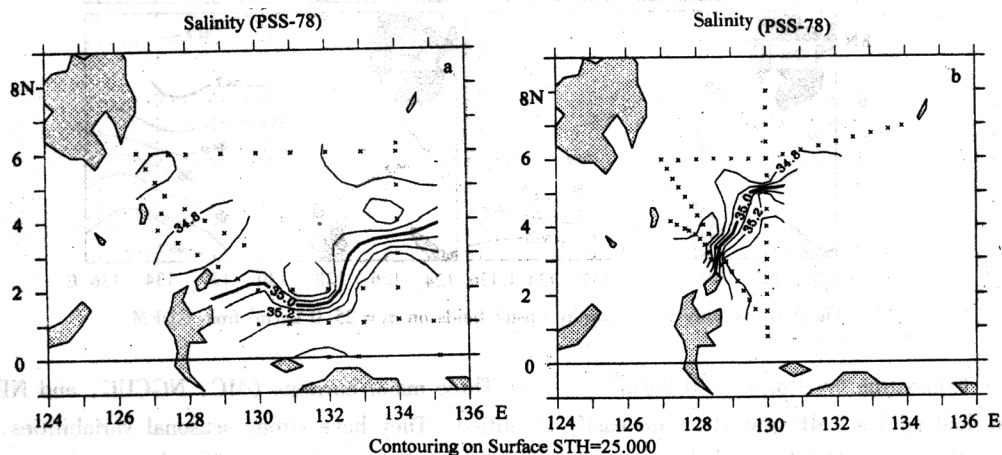 Salinity (PSS-78)
a
8N
6
4
2
0
34.8
35.0
35.2
124 126 128 130 132 134 136 E
Salinity (PSS-78)
b
8N
6
4
2
0
34.8
35.0
35.2
124 126 128 130 132 134 136 E
Contouring on Surface STH=25.000